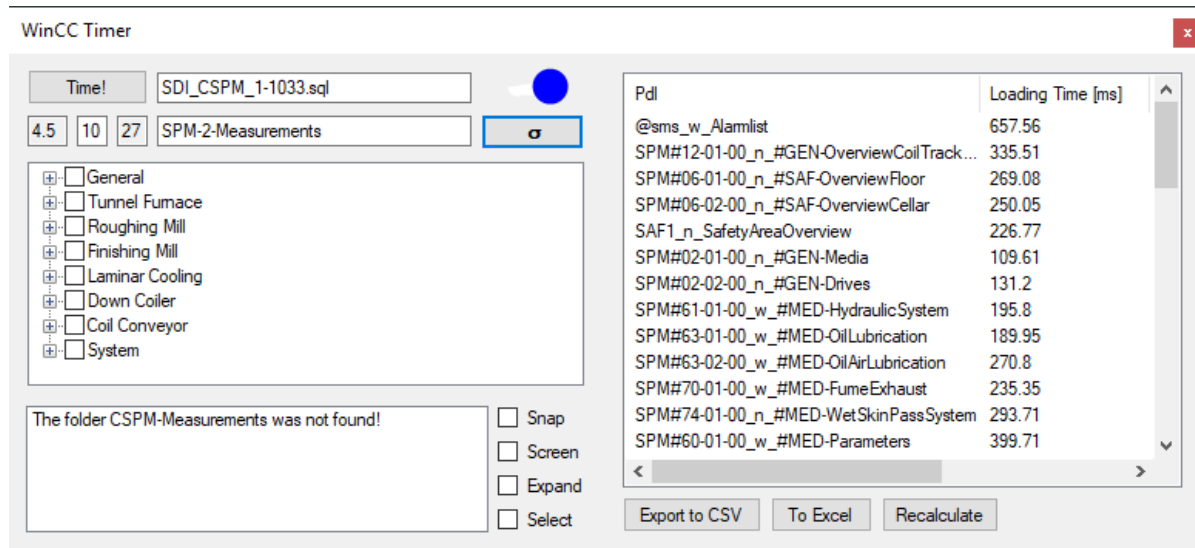 WinCC Timer
x
Time!
SDI_CSPM_1-1033.sql
4.5
10
27
SPM-2-Measurements
σ
General
Tunnel Furnace
Roughing Mill
Finishing Mill
Laminar Cooling
Down Coiler
Coil Conveyor
System
The folder CSPM-Measurements was not found!
Snap
Screen
Expand
Select
Pdl Loading Time [ms]
@sms_w_Alarmlist 657.56
SPM#12-01-00_n_#GEN-OverviewCoilTrack... 335.51
SPM#06-01-00_n_#SAF-OverviewFloor 269.08
SPM#06-02-00_n_#SAF-OverviewCellar 250.05
SAF1_n_SafetyAreaOverview 226.77
SPM#02-01-00_n_#GEN-Media 109.61
SPM#02-02-00_n_#GEN-Drives 131.2
SPM#61-01-00_w_#MED-HydraulicSystem 195.8
SPM#63-01-00_w_#MED-OilLubrication 189.95
SPM#63-02-00_w_#MED-OilAirLubrication 270.8
SPM#70-01-00_w_#MED-FumeExhaust 235.35
SPM#74-01-00_n_#MED-WetSkinPassSystem 293.71
SPM#60-01-00_w_#MED-Parameters 399.71
Export to CSV
To Excel
Recalculate